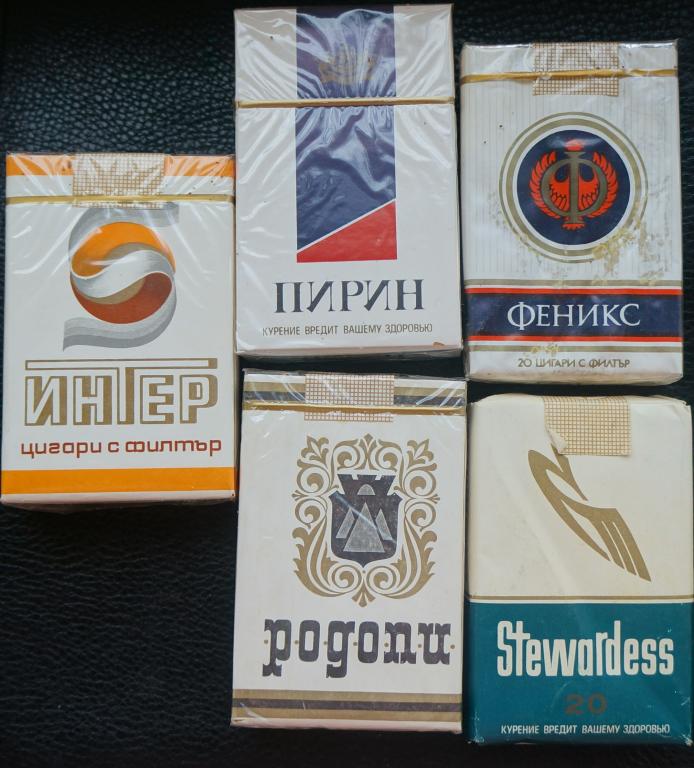 ПИРИН
КУРЕНИЕ ВРЕДИТ ВАШЕМУ ЗДОРОВЬЮ
Ф
ФЕНИКС
20 ЦИГАРИ С ФИЛТЪР
ИНТЕР
цигари с филтър
родопи
Stewardess
20
КУРЕНИЕ ВРЕДИТ ВАШЕМУ ЗДОРОВЬЮ